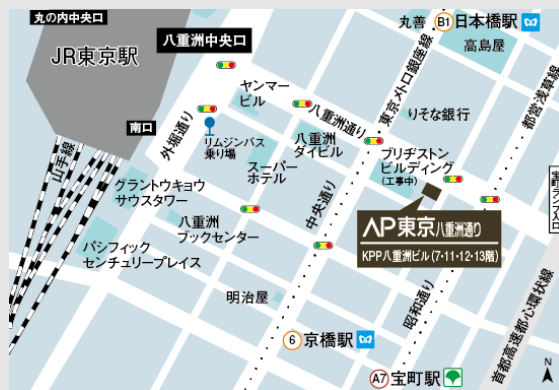 丸の内中央口
JR東京駅
八重洲中央口
丸善
B1
日本橋駅
高島屋
ヤンマー
ビル
東京メトロ銀座線
都営浅草線
八重洲通り
りそな銀行
南口
外堀通り
リムジンバス
乗り場
八重洲
ダイビル
ブリヂストン
ビルディング
(工事中)
山手線
スーパー
ホテル
グラントウキョウ
サウスタワー
宝町ランプ入口
中央通り
八重洲
ブックセンター
AP東京八重洲通り
KPP八重洲ビル(7・11・12・13階)
パシフィック
センチュリープレイス
明治屋
昭和通り
首都高速都心環状線
6
京橋駅
A7
宝町駅
N